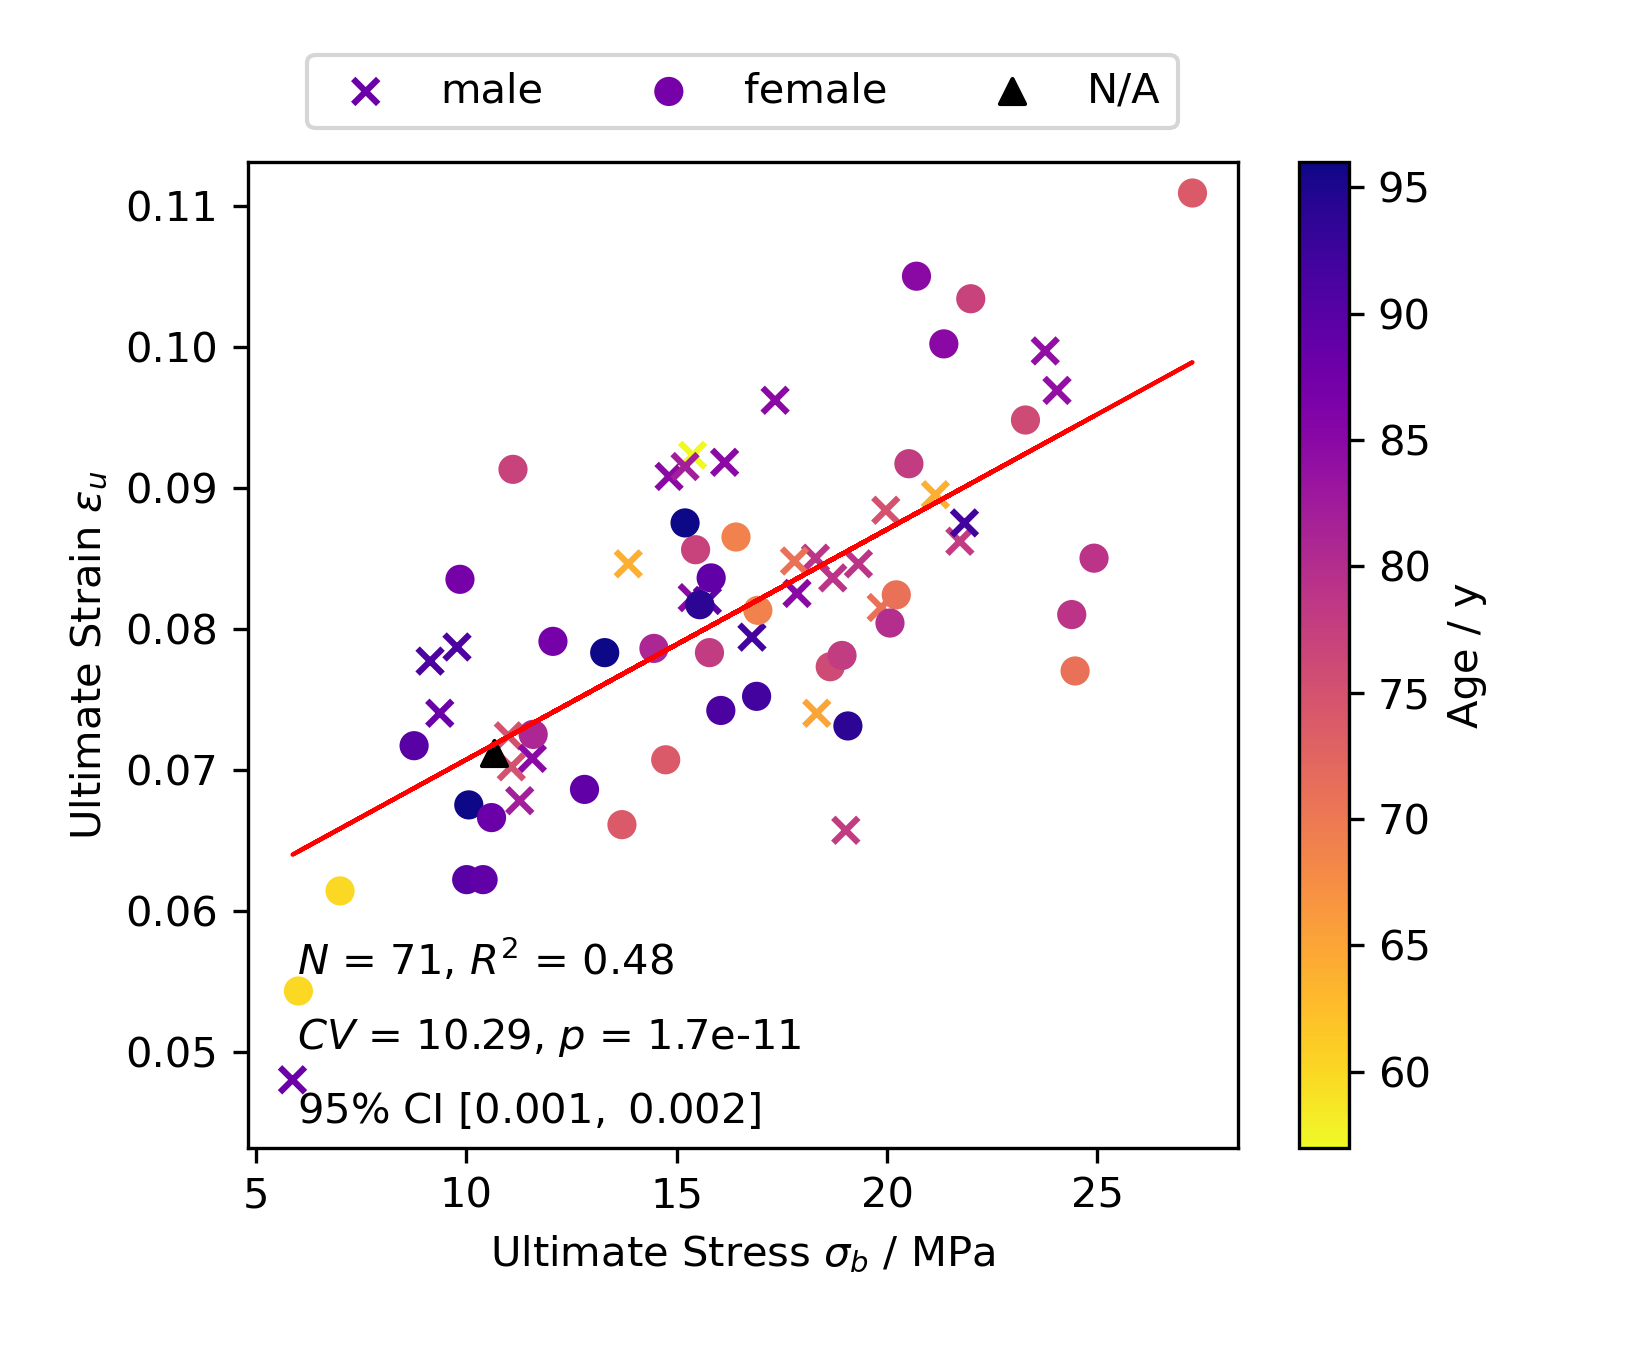 male female N/A
0.11
0.10
0.09
0.08
0.07
0.06
0.05
Ultimate Strain εu
N = 71, R² = 0.48
CV = 10.29, p = 1.7e-11
95% CI [0.001, 0.002]
5 10 15 20 25
Ultimate Stress σb / MPa
95
90
85
80
75
70
65
60
Age / y